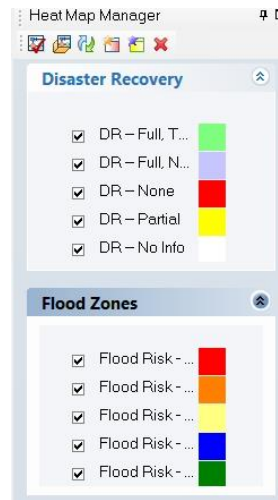 Heat Map Manager
Disaster Recovery
DR – Full, T...
DR – Full, N...
DR – None
DR – Partial
DR – No Info
Flood Zones
Flood Risk - ...
Flood Risk - ...
Flood Risk - ...
Flood Risk - ...
Flood Risk - ...